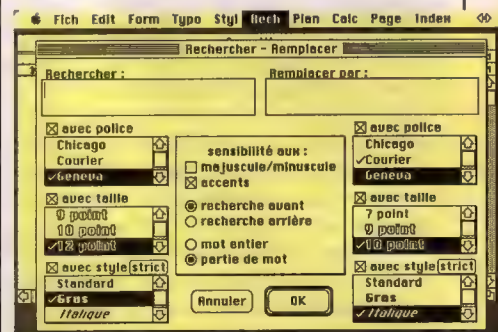 Fich Edit Form Typo Styl Rech Plan Calc Page Index
Rechercher - Remplacer
Rechercher :
Remplacer par :
avec police
Chicago
Courier
Geneva
avec taille
9 point
10 point
12 point
avec style strict
Standard
Gras
Italique
sensibilité aux :
majuscule/minuscule
accents
recherche avant
recherche arrière
mot entier
partie de mot
Annuler
OK
avec police
Chicago
Courier
Geneva
avec taille
7 point
9 point
10 point
avec style strict
Standard
Gras
Italique